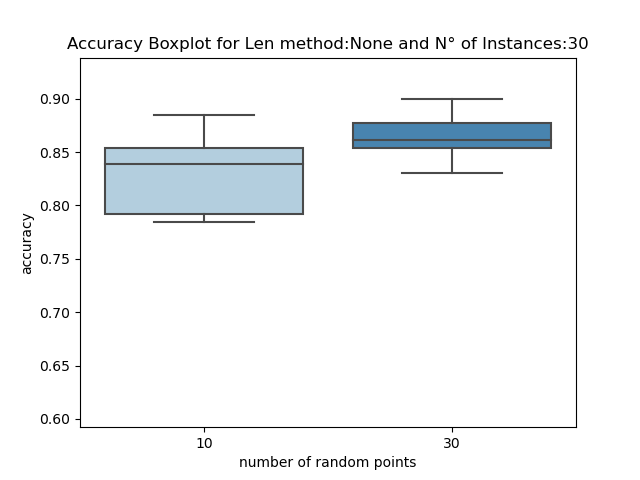 Accuracy Boxplot for Len method:None and N° of Instances:30
0.90
0.85
0.80
0.75
0.70
0.65
0.60
accuracy
10 30
number of random points